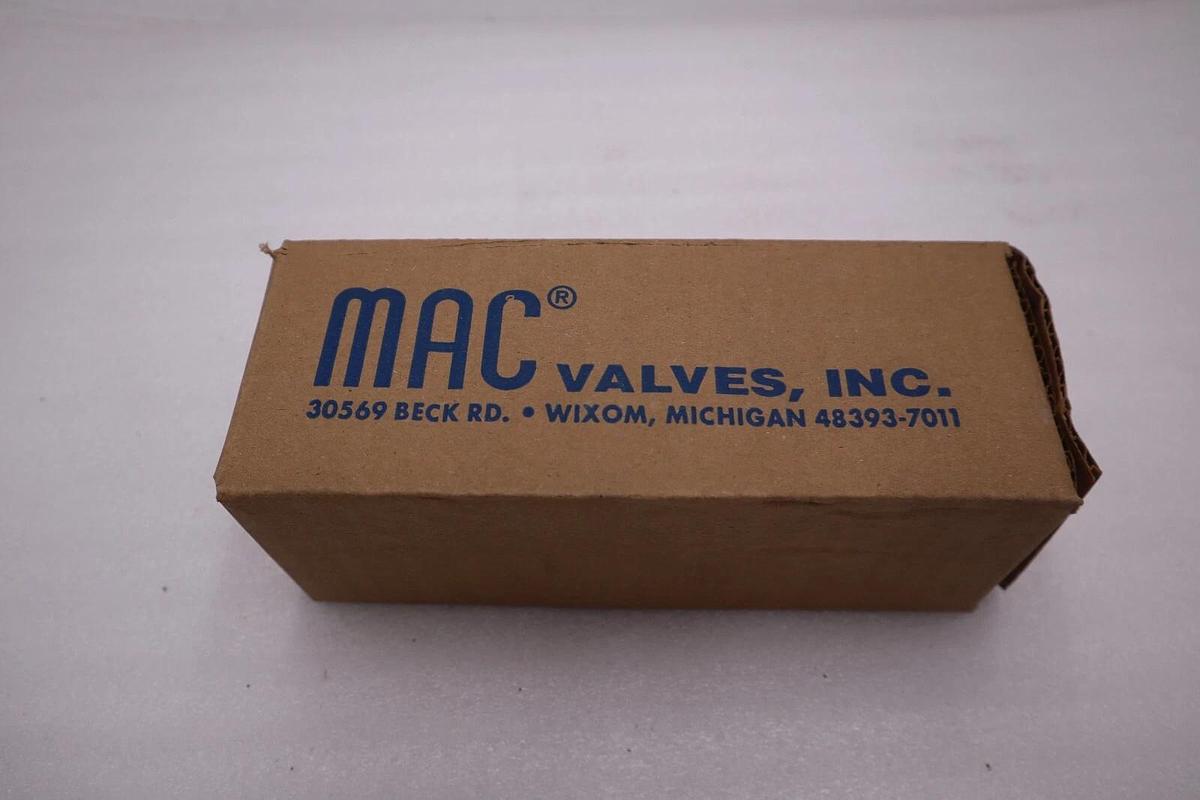 MAC® VALVES, INC.
30569 BECK RD. • WIXOM, MICHIGAN 48393-7011